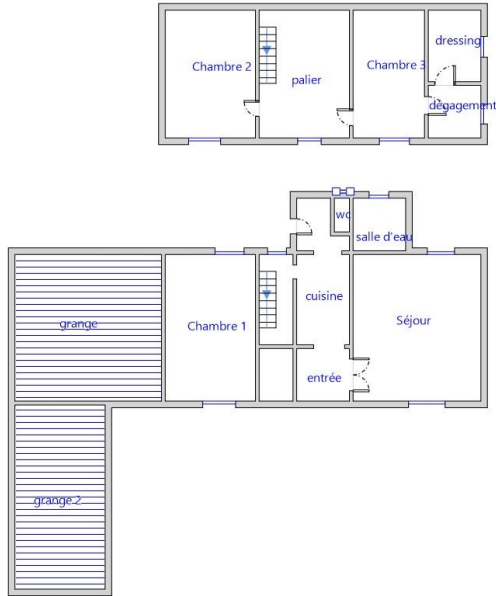 dressing
Chambre 2
Chambre 3
palier
dégagement
wc
salle d'eau
cuisine
grange
Chambre 1
Séjour
entrée
grange 2